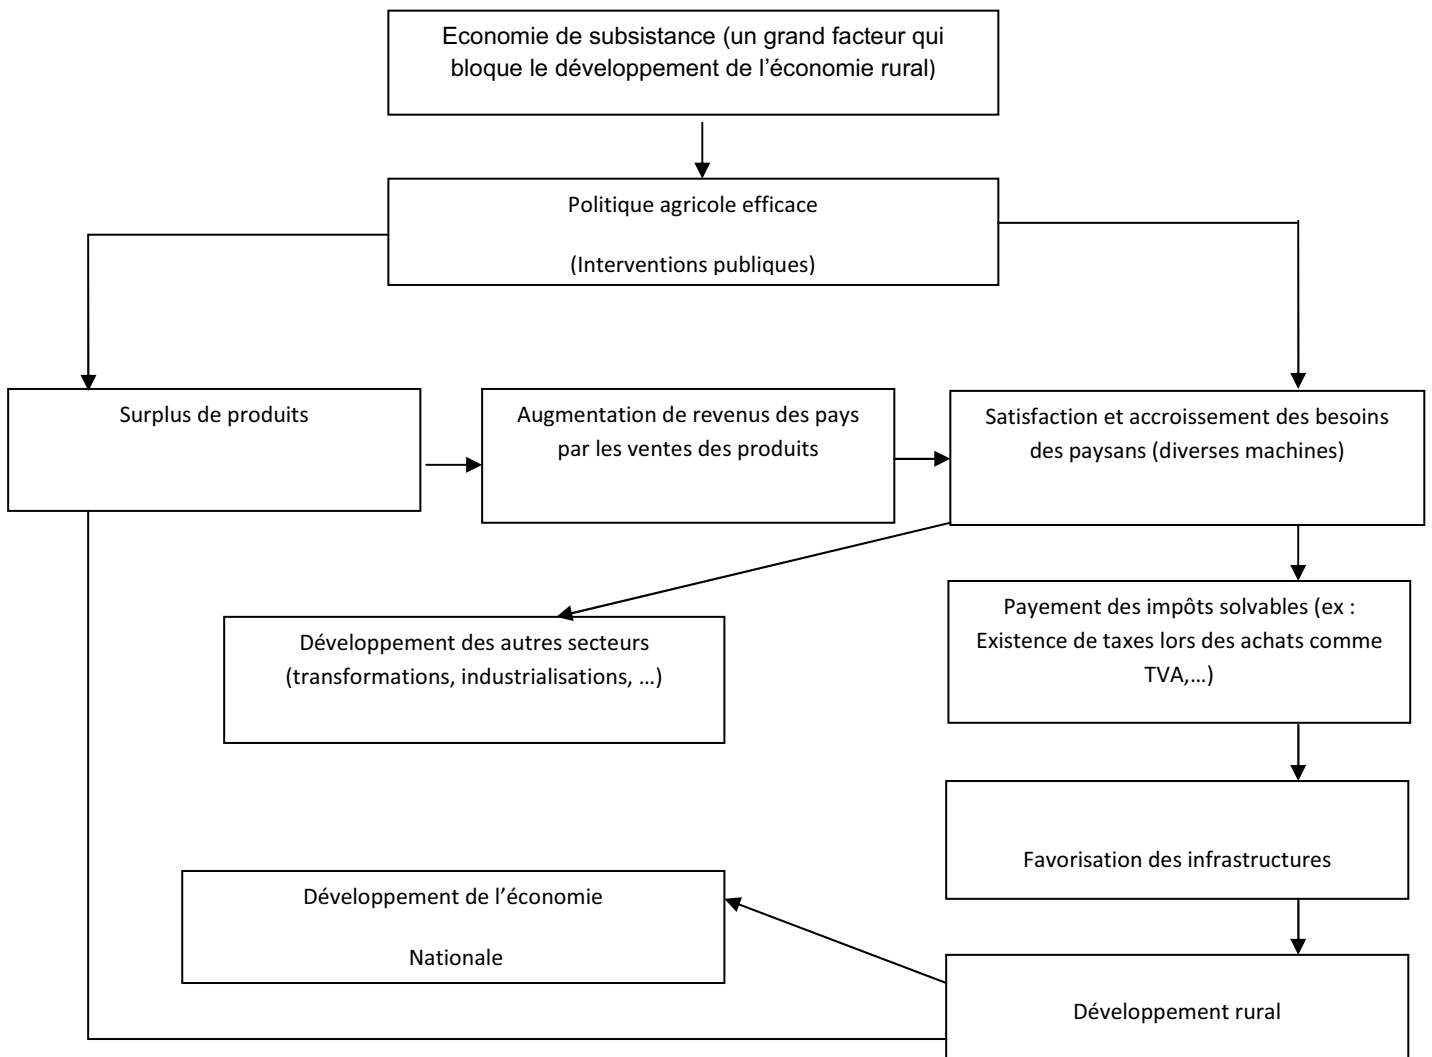 Economie de subsistance (un grand facteur qui
bloque le développement de l’économie rural)
Politique agricole efficace
(Interventions publiques)
Surplus de produits
Augmentation de revenus des pays
par les ventes des produits
Satisfaction et accroissement des besoins
des paysans (diverses machines)
Développement des autres secteurs
(transformations, industrialisations, …)
Payement des impôts solvables (ex :
Existence de taxes lors des achats comme
TVA,…)
Favorisation des infrastructures
Développement de l’économie
Nationale
Développement rural